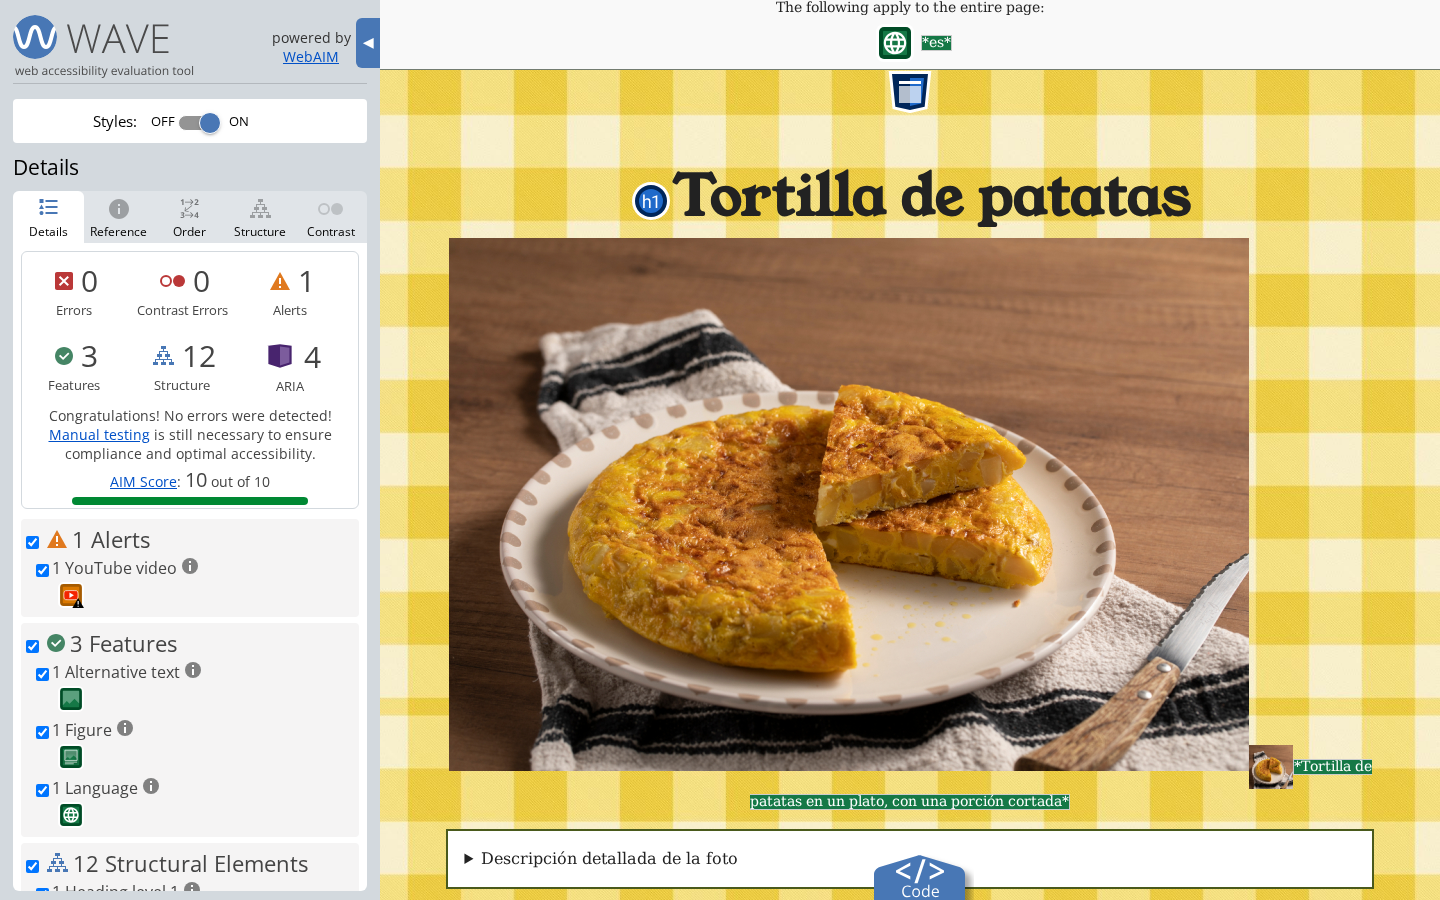 WAVE
web accessibility evaluation tool
powered by
WebAIM
Styles: OFF ON
Details
Details Reference Order Structure Contrast
0 0 1
Errors Contrast Errors Alerts
3 12 4
Features Structure ARIA
Congratulations! No errors were detected!
Manual testing is still necessary to ensure
compliance and optimal accessibility.
AIM Score: 10 out of 10
1 Alerts
1 YouTube video
3 Features
1 Alternative text
1 Figure
1 Language
12 Structural Elements
1 Heading level 1
The following apply to the entire page:
*es*
h1 Tortilla de patatas
*Tortilla de
patatas en un plato, con una porción cortada*
Descripción detallada de la foto
</>
Code